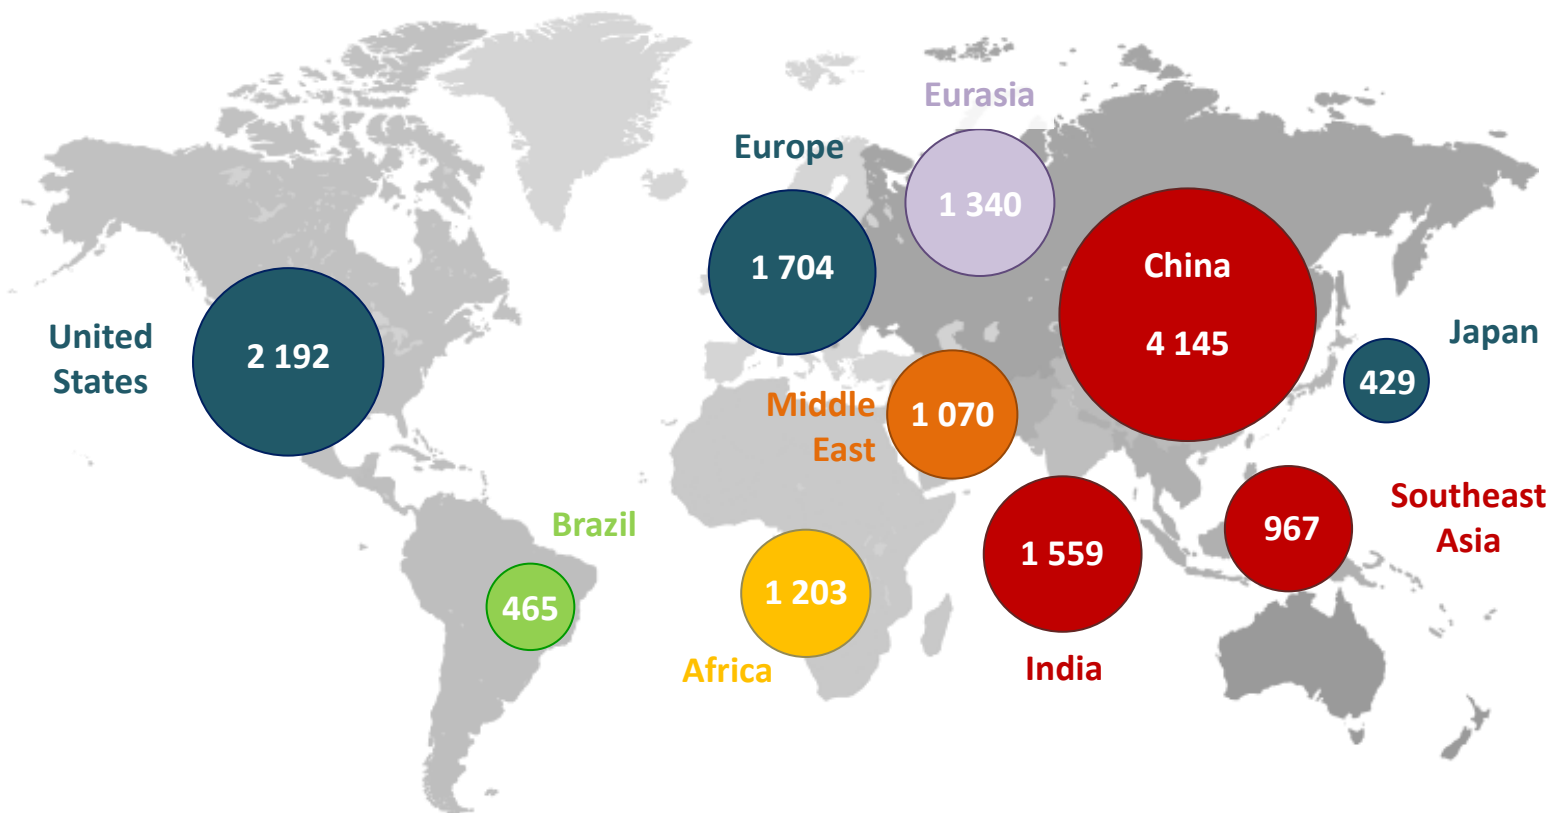 Eurasia
1 340
Europe
1 704
China
4 145
United
States
2 192
Japan
429
Middle
East
1 070
Southeast
Asia
967
Brazil
465
Africa
1 203
1 559
India